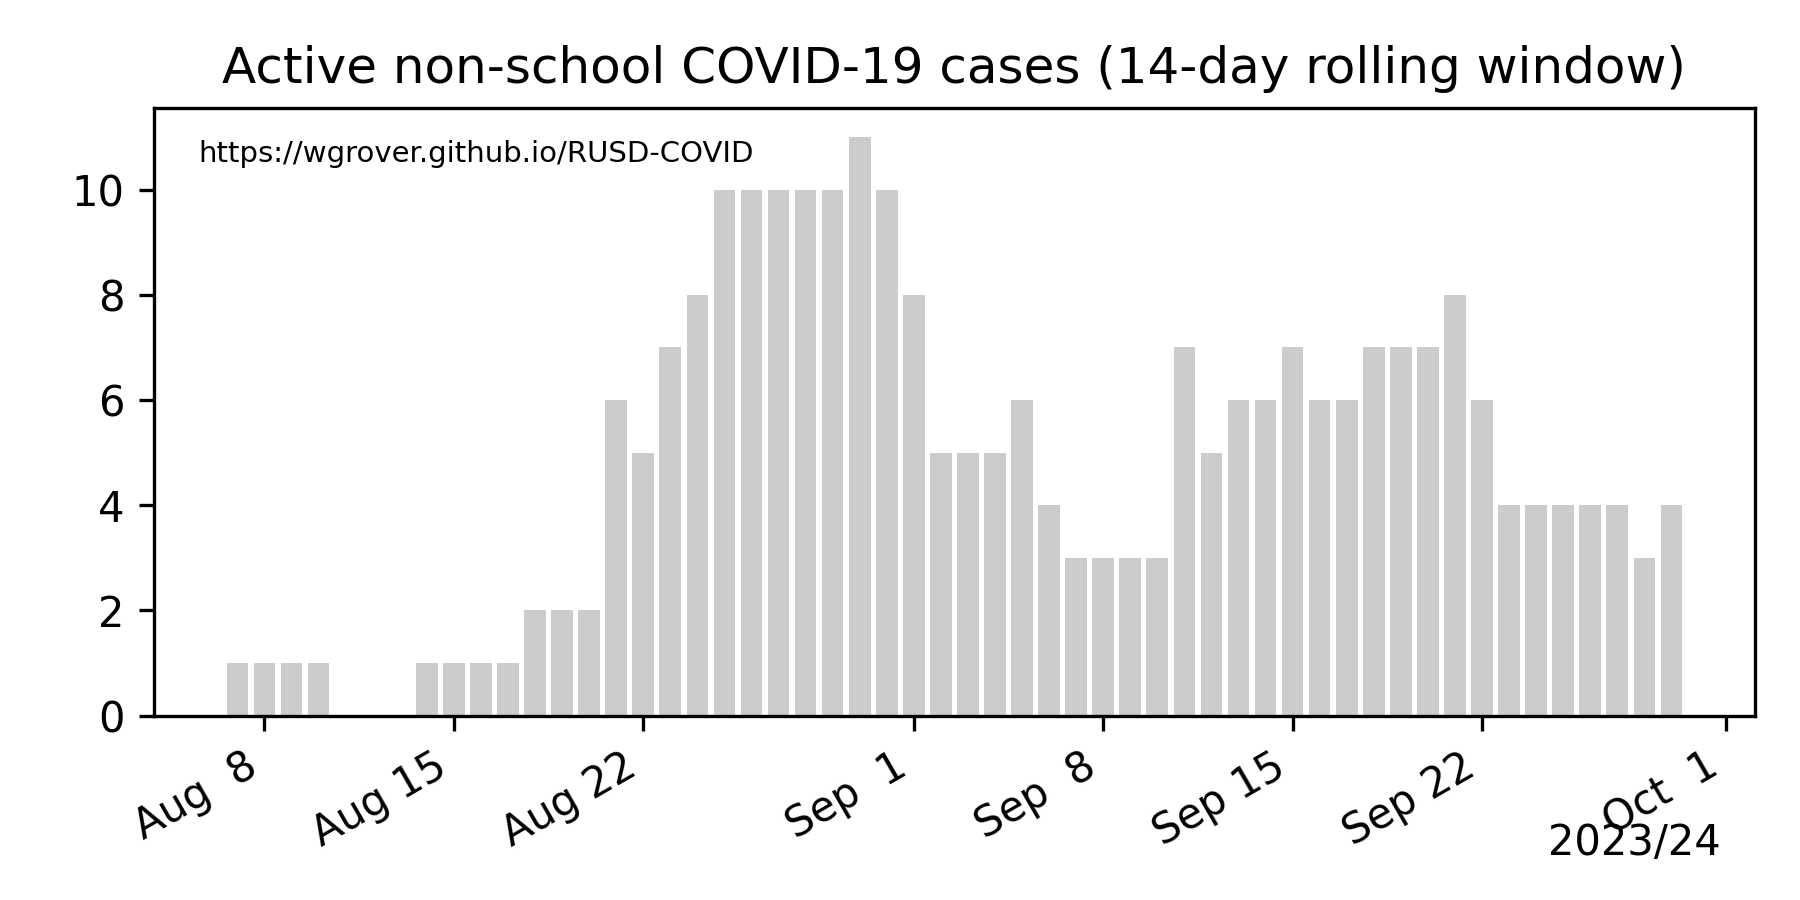 Active non-school COVID-19 cases (14-day rolling window)
https://wgrover.github.io/RUSD-COVID
10
8
6
4
2
0
Aug 8
Aug 15
Aug 22
Sep 1
Sep 8
Sep 15
Sep 22
Oct 1
2023/24